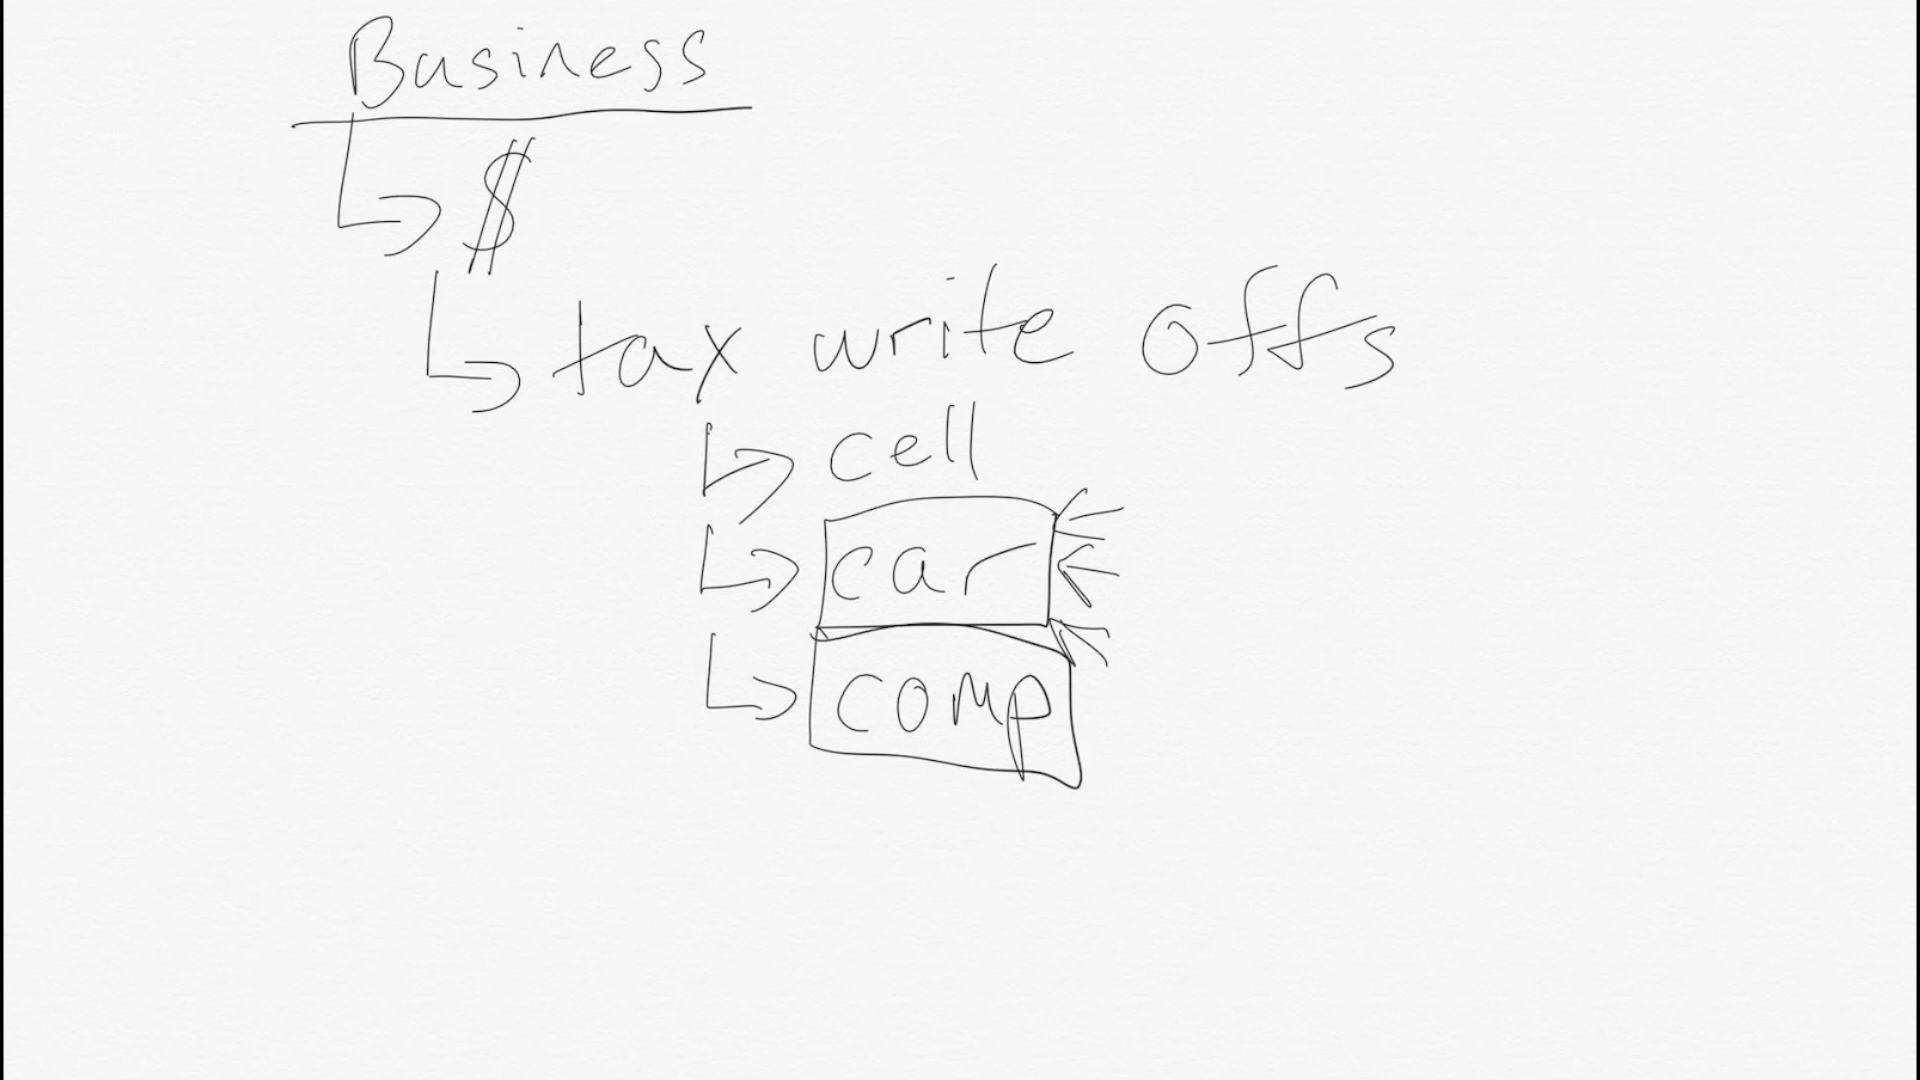 Business
$
tax write offs
cell
car
comp